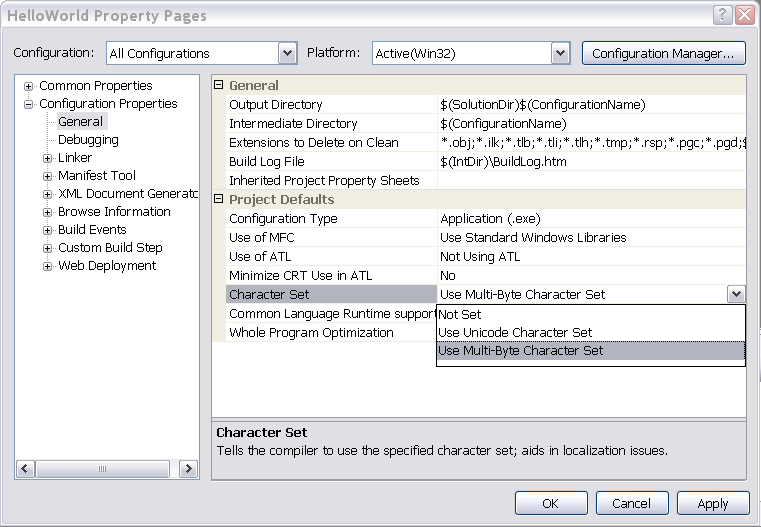 HelloWorld Property Pages
Configuration: All Configurations Platform: Active(Win32) Configuration Manager...
Common Properties
Configuration Properties
General
Debugging
Linker
Manifest Tool
XML Document Generato
Browse Information
Build Events
Custom Build Step
Web Deployment
General
Output Directory $(SolutionDir)$(ConfigurationName)
Intermediate Directory $(ConfigurationName)
Extensions to Delete on Clean *.obj;*.ilk;*.tlb;*.tli;*.tlh;*.tmp;*.rsp;*.pgc;*.pgd;$
Build Log File $(IntDir)\BuildLog.htm
Inherited Project Property Sheets
Project Defaults
Configuration Type Application (.exe)
Use of MFC Use Standard Windows Libraries
Use of ATL Not Using ATL
Minimize CRT Use in ATL No
Character Set Use Multi-Byte Character Set
Common Language Runtime support
Whole Program Optimization
Not Set
Use Unicode Character Set
Use Multi-Byte Character Set
Character Set
Tells the compiler to use the specified character set; aids in localization issues.
OK Cancel Apply